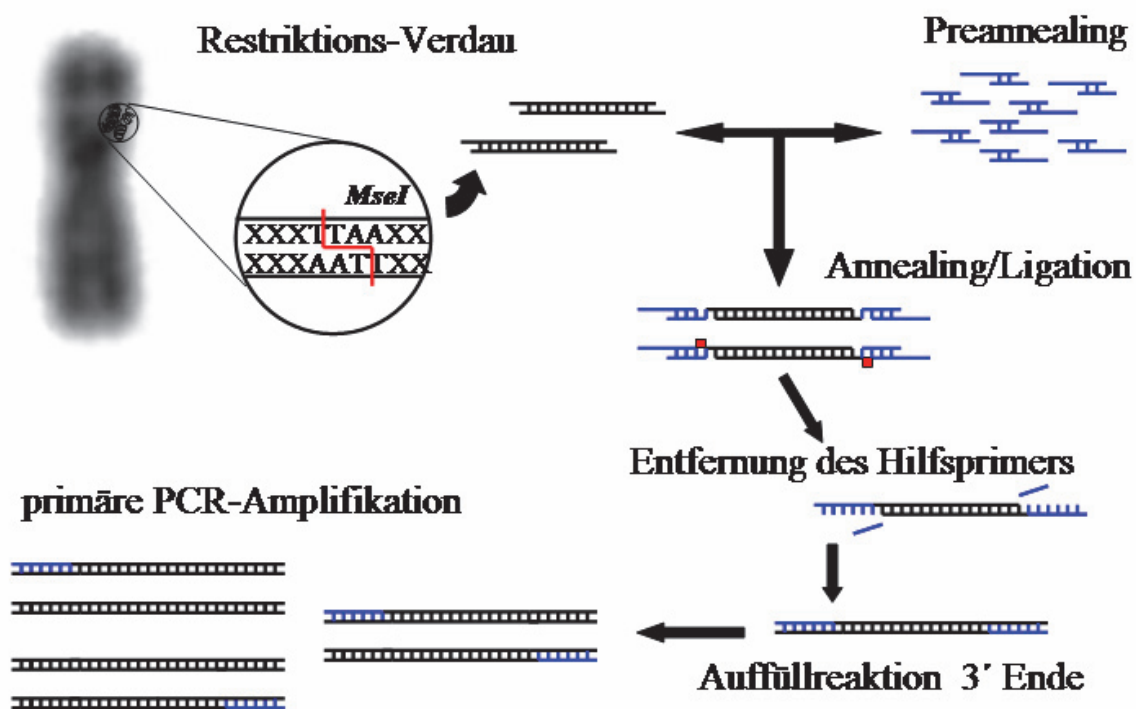 Restriktions-Verdau
Preannealing
MseI
XXXTTAAXX
XXXAATTXX
Annealing/Ligation
Entfernung des Hilfsprimers
primäre PCR-Amplifikation
Auffüllreaktion 3´ Ende